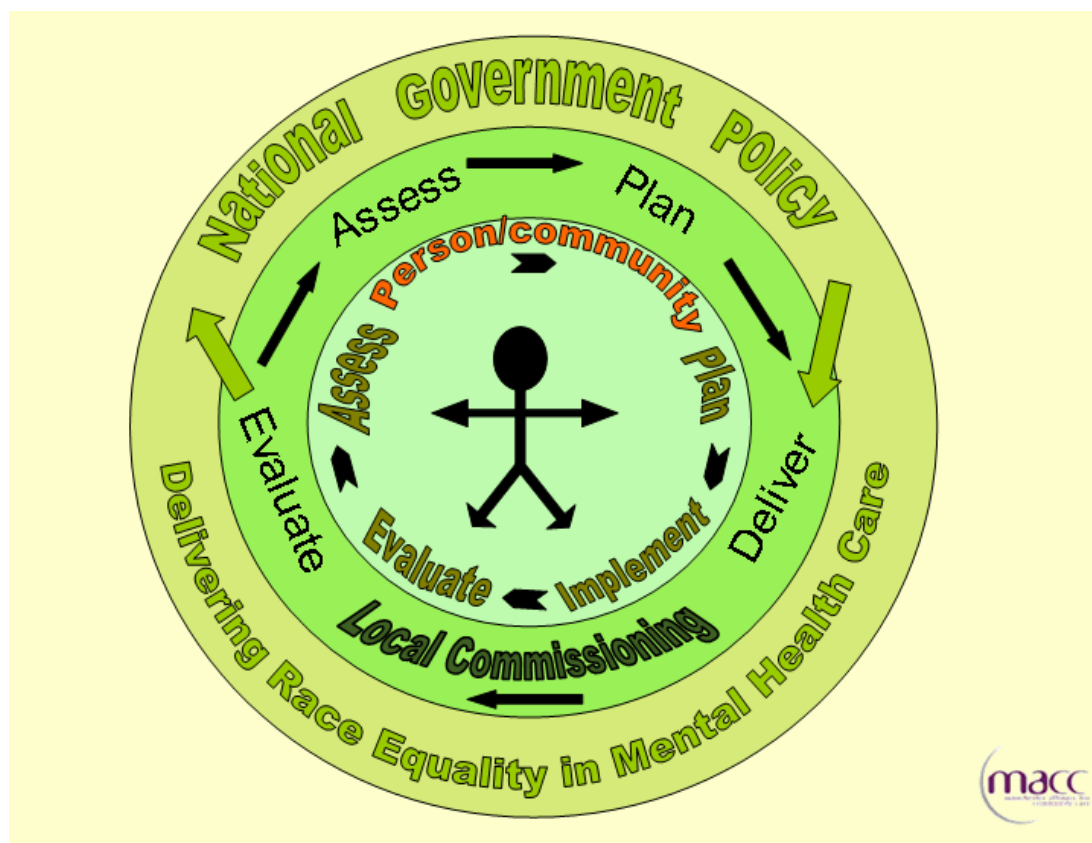 National Government Policy
Assess
Plan
Person/community
Assess
Plan
Evaluate
Deliver
Evaluate
Implement
Local Commissioning
Delivering Race Equality in Mental Health Care
macc